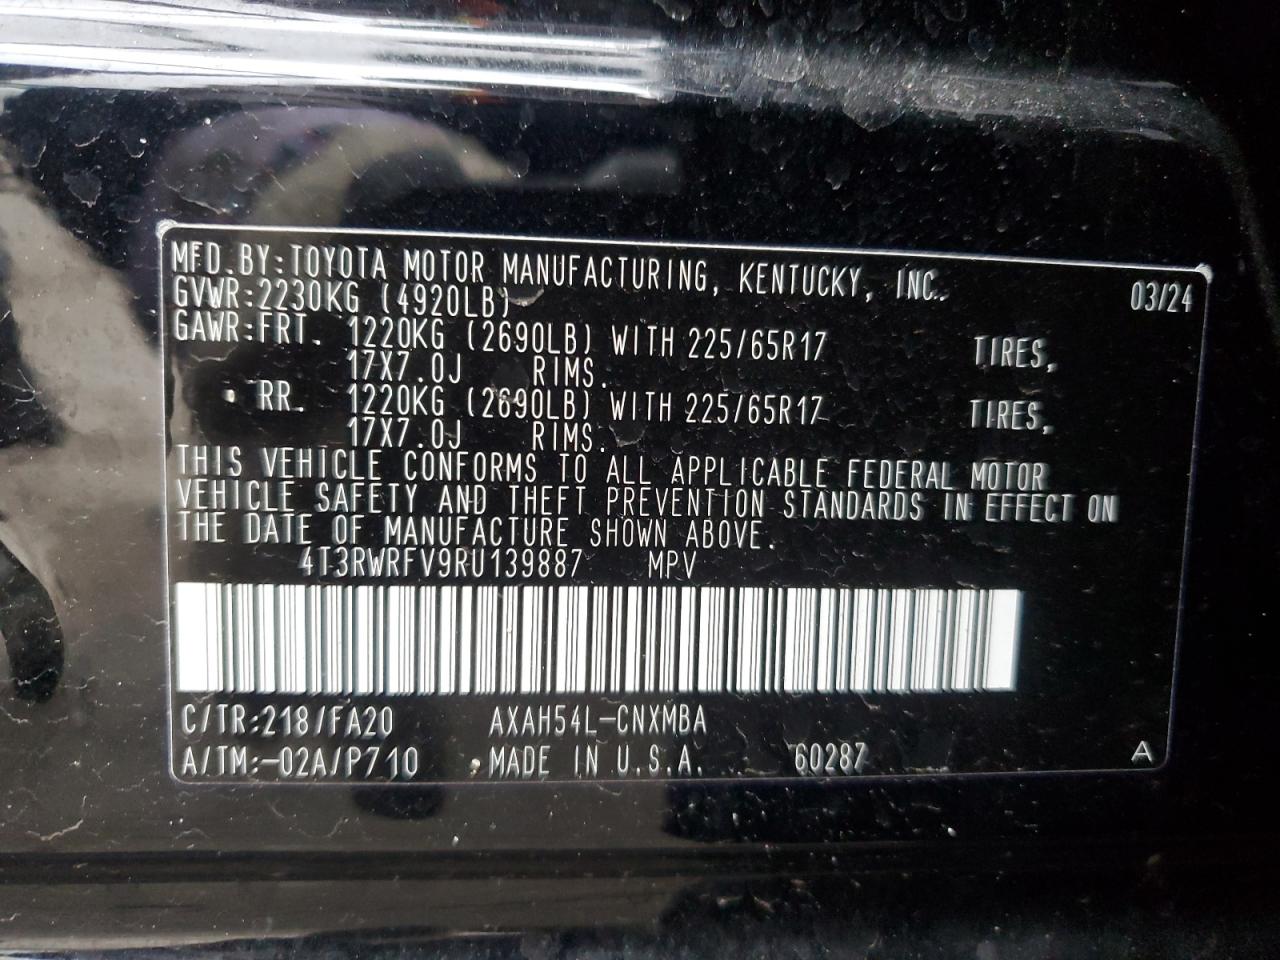 MFD.BY:TOYOTA MOTOR MANUFACTURING, KENTUCKY, INC. 03/24
GVWR:2230KG (4920LB)
GAWR:FRT. 1220KG (2690LB) WITH 225/65R17 TIRES,
17X7.0J RIMS.
RR. 1220KG (2690LB) WITH 225/65R17 TIRES,
17X7.0J RIMS.
THIS VEHICLE CONFORMS TO ALL APPLICABLE FEDERAL MOTOR
VEHICLE SAFETY AND THEFT PREVENTION STANDARDS IN EFFECT ON
THE DATE OF MANUFACTURE SHOWN ABOVE.
4T3RWRFV9RU139887 MPV
C/TR:218/FA20 AXAH54L-CNXMBA
A/TM:-02A/P710 MADE IN U.S.A. 60287 A